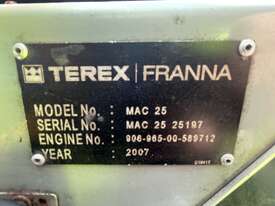 TEREX | FRANNA
MODEL No. : MAC 25
SERIAL No. : MAC 25 25197
ENGINE No. : 906-965-00-589712
YEAR : 2007